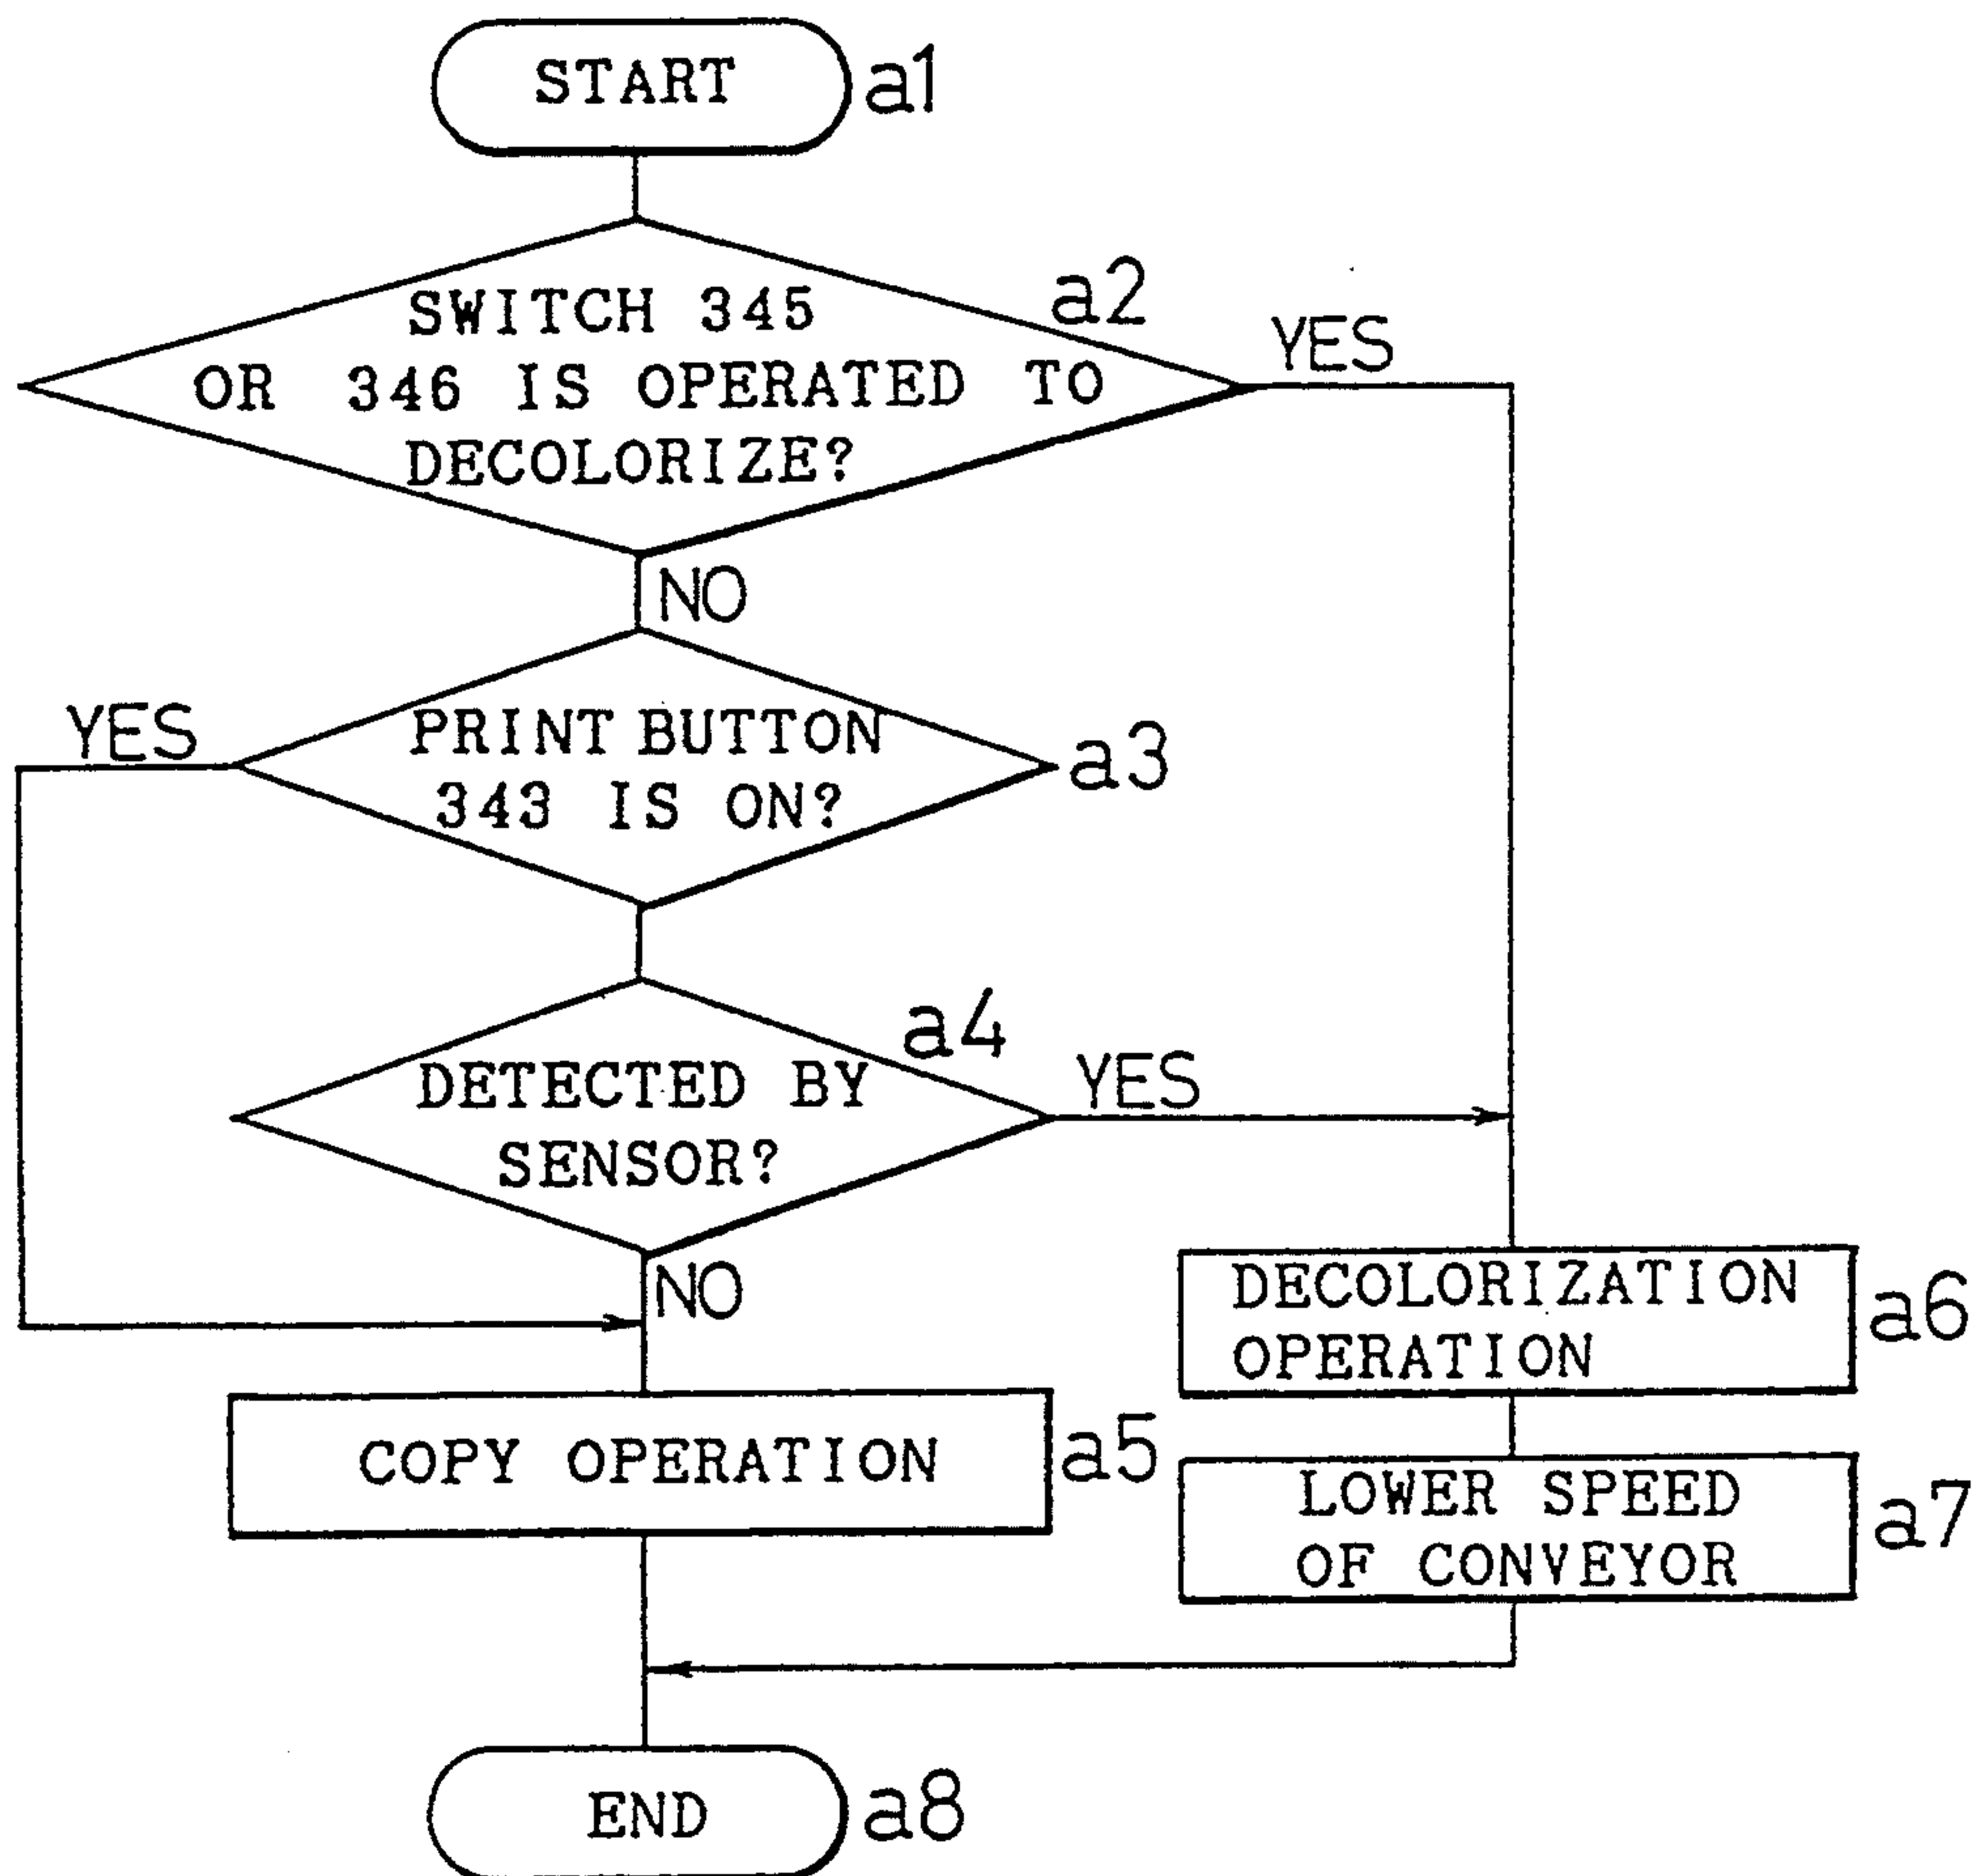 START a1
a2
SWITCH 345
YES
OR 346 IS OPERATED TO
DECOLORIZE?
NO
YES
PRINT BUTTON
a3
343 IS ON?
a4
DETECTED BY
YES
SENSOR?
NO
DECOLORIZATION
a6
OPERATION
COPY OPERATION a5
LOWER SPEED
a7
OF CONVEYOR
END a8